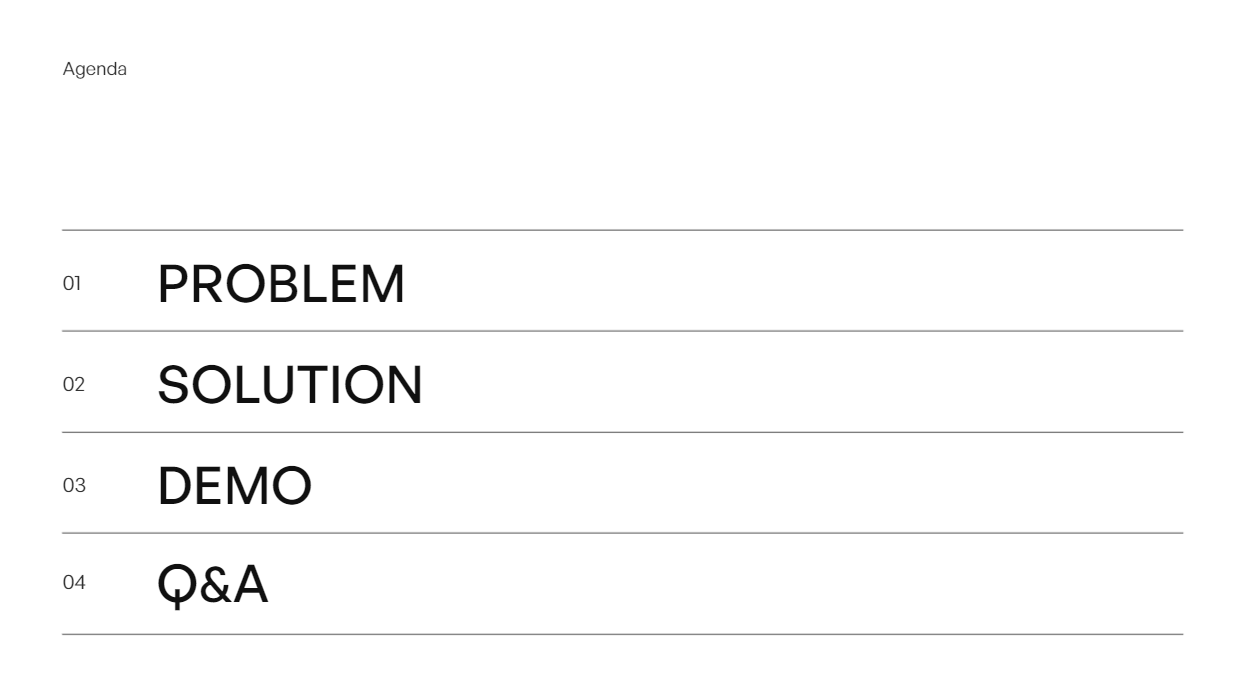 Agenda
01 PROBLEM
02 SOLUTION
03 DEMO
04 Q&A